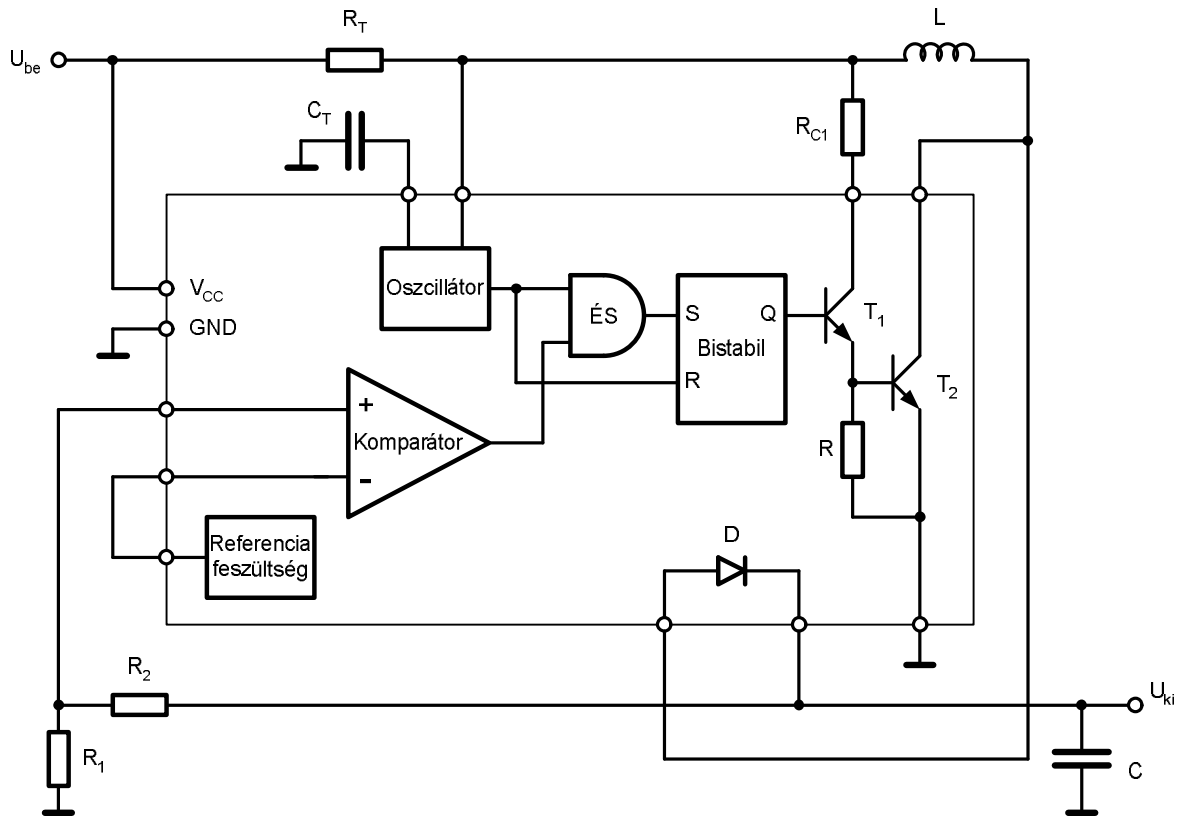 R_T
L
U_be
C_T
R_C1
V_CC
GND
Oszcillátor
ÉS
S
Q
Bistabil
R
T_1
T_2
+
Komparátor
-
R
Referencia
feszültség
D
R_2
U_ki
R_1
C